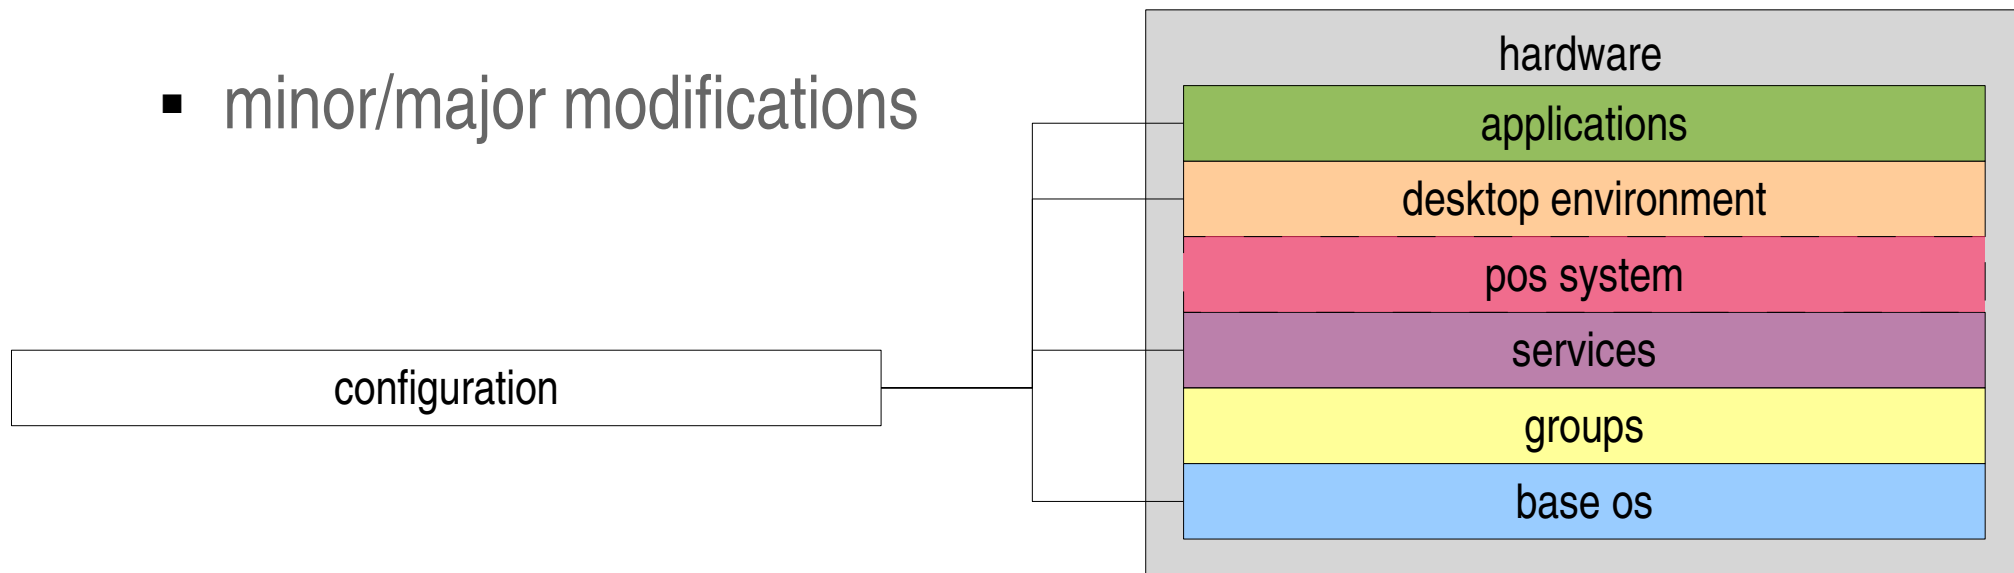 ▪ minor/major modifications
hardware
applications
desktop environment
pos system
services
configuration
groups
base os